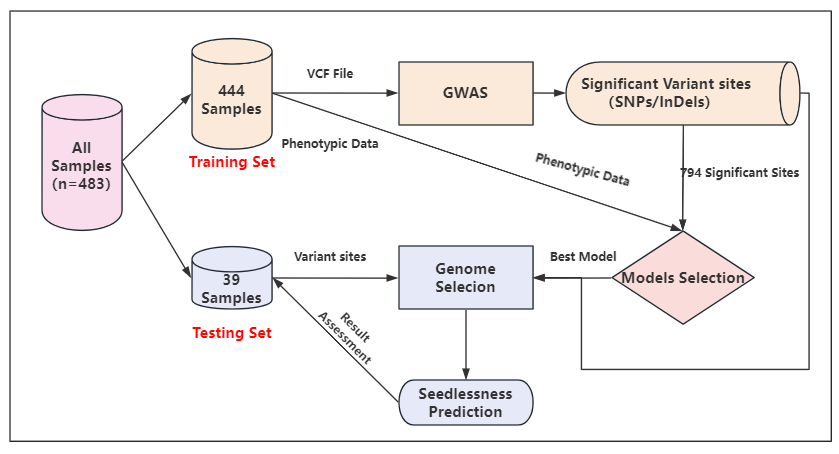 All
Samples
(n=483)
444
Samples
Training Set
VCF File
Phenotypic Data
GWAS
Significant Variant sites
(SNPs/InDels)
Phenotypic Data
794 Significant Sites
39
Samples
Testing Set
Variant sites
Genome
Selecion
Best Model
Models Selection
Result
Assessment
Seedlessness
Prediction